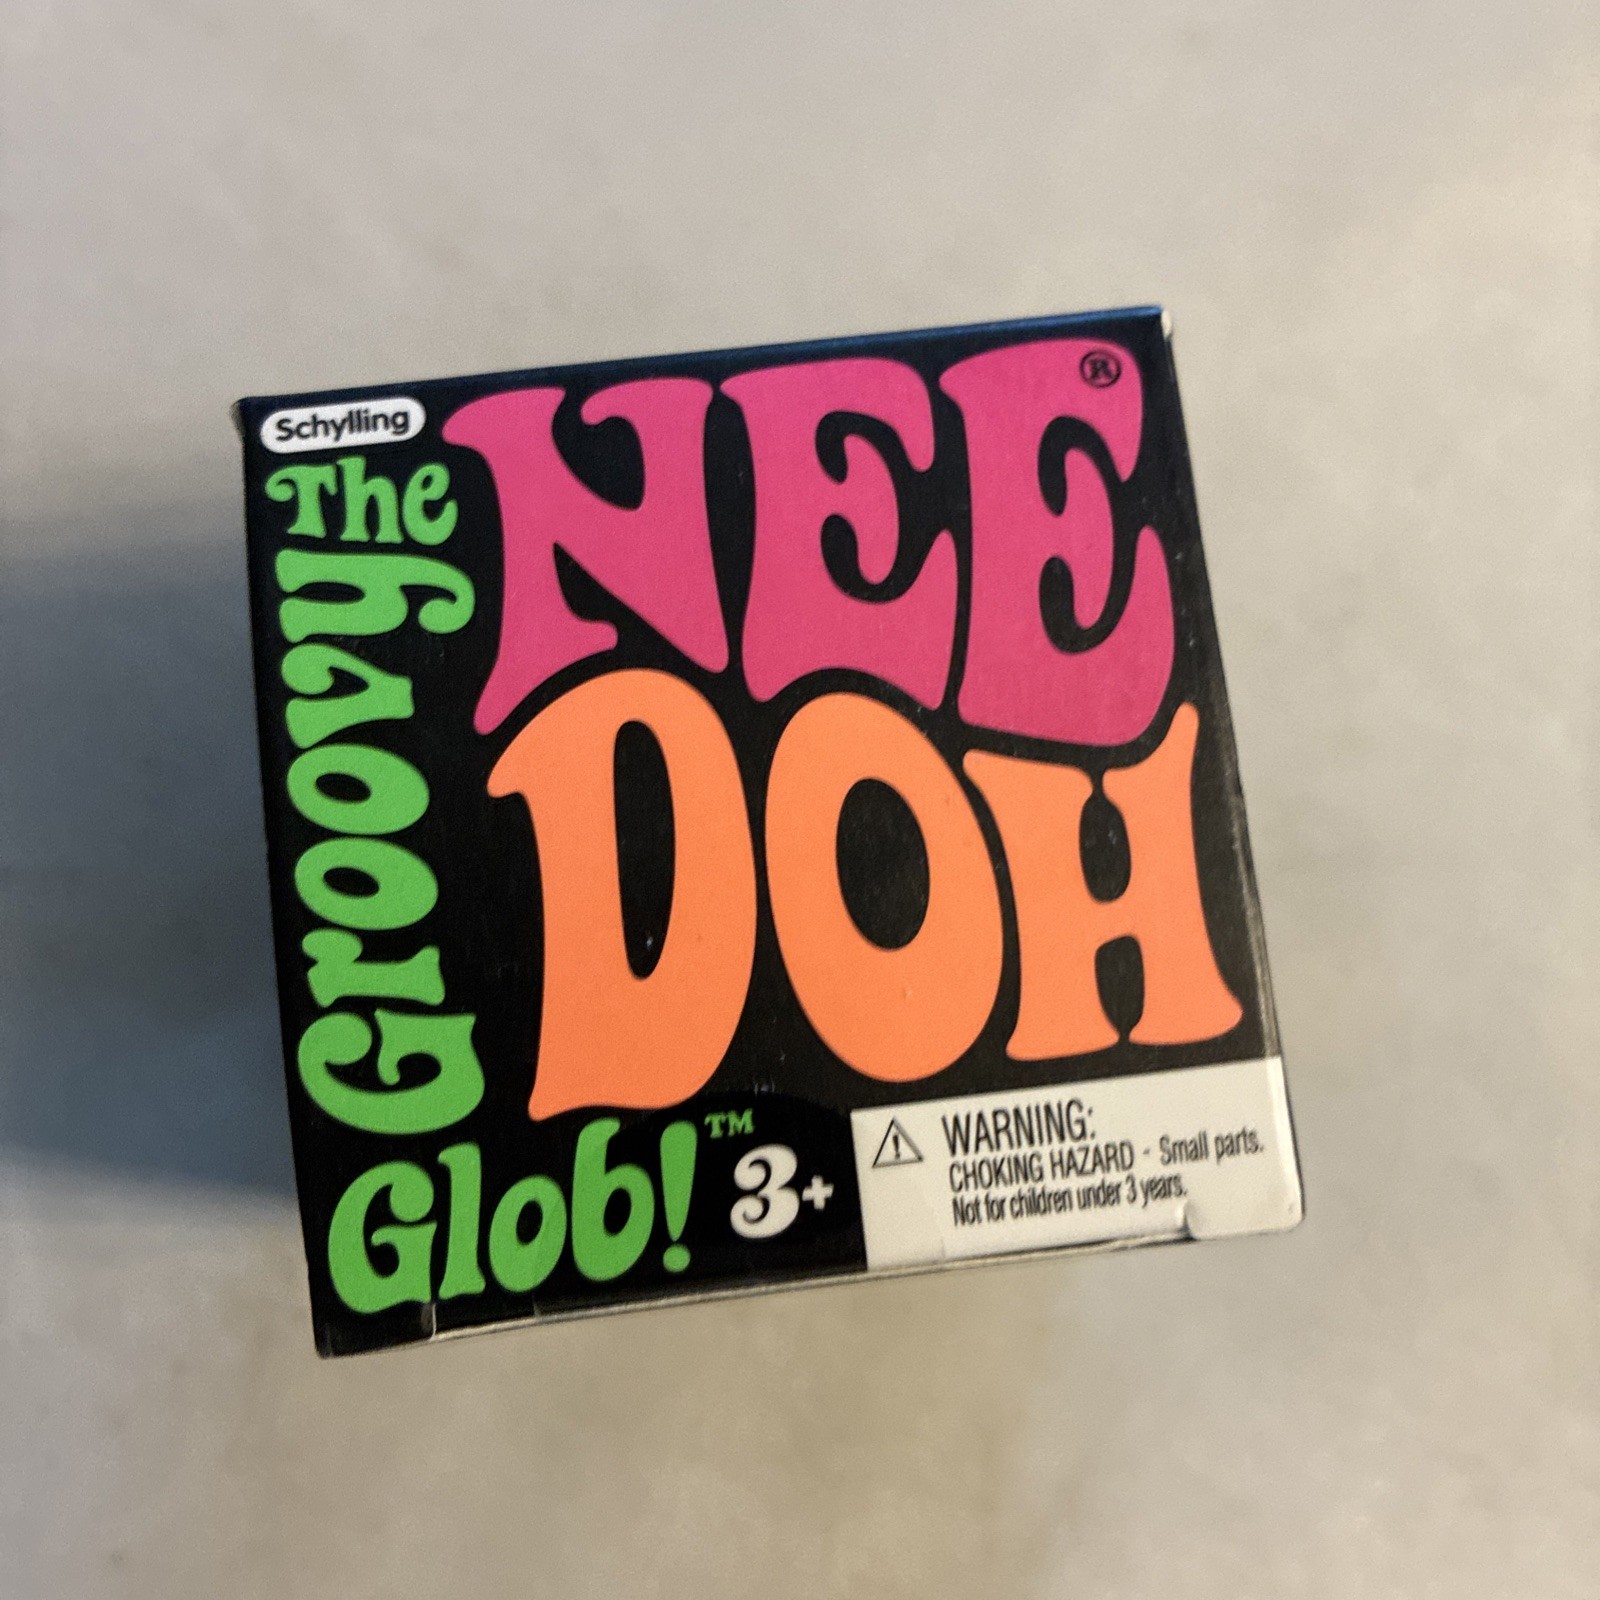 Schylling
The
Groovy
Glob!™
NEE®
DOH
3+
WARNING:
CHOKING HAZARD - Small parts.
Not for children under 3 years.